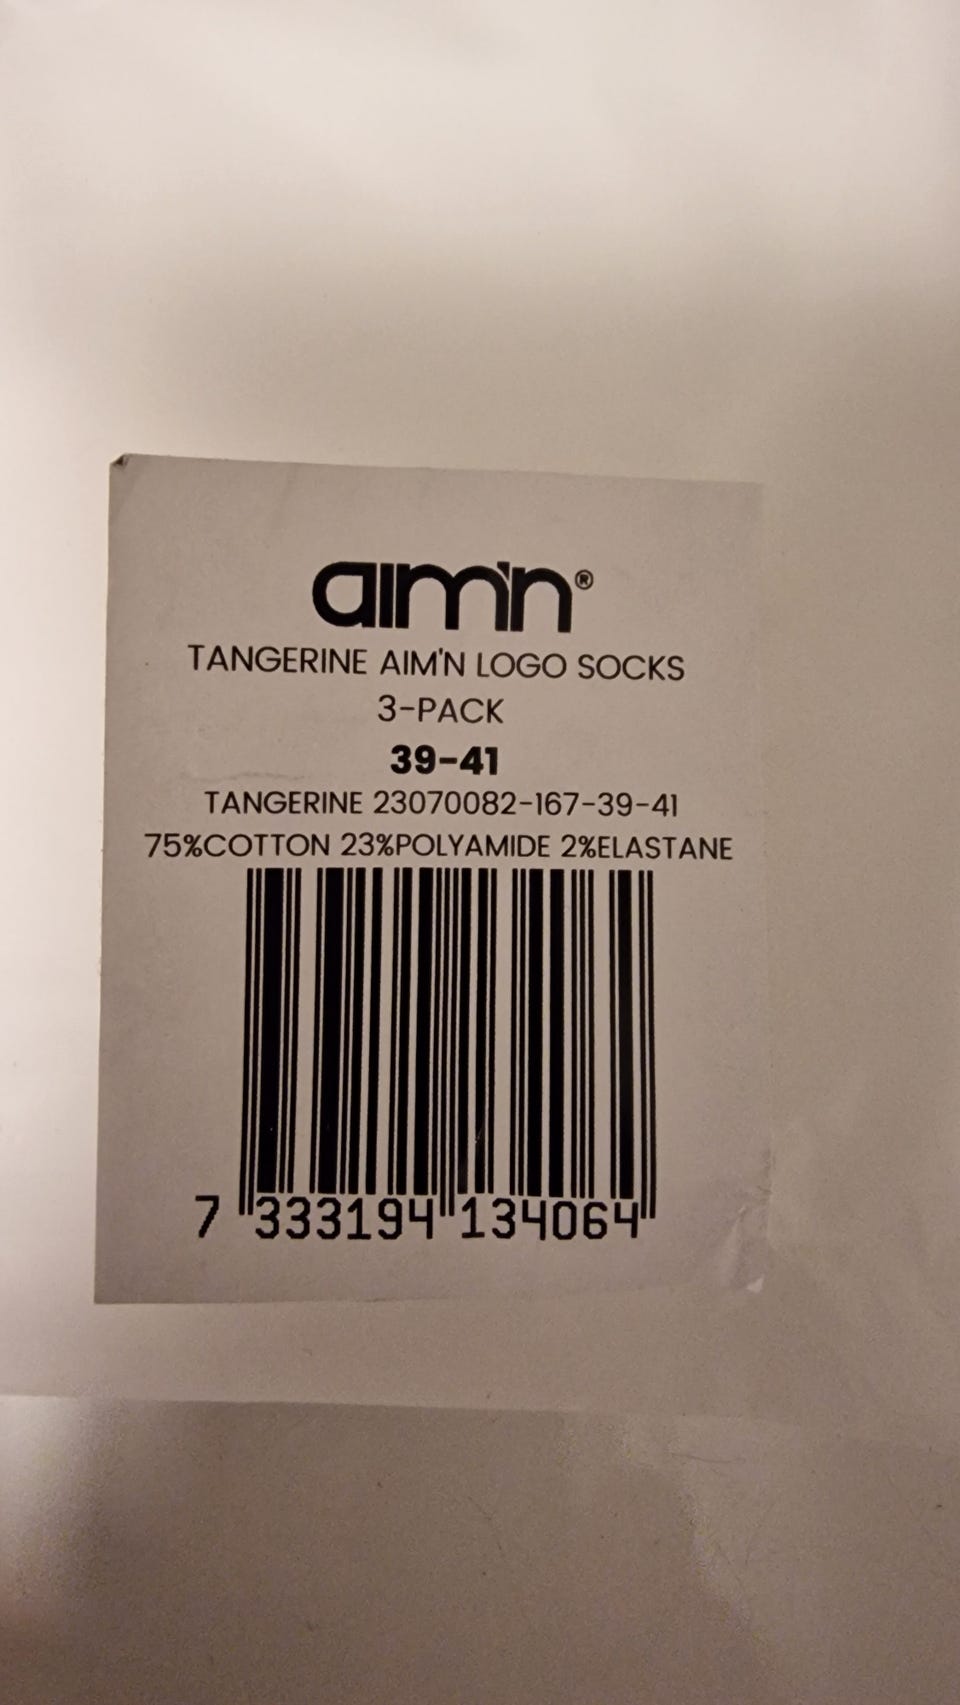 aim'n®
TANGERINE AIM'N LOGO SOCKS
3-PACK
39-41
TANGERINE 23070082-167-39-41
75%COTTON 23%POLYAMIDE 2%ELASTANE
7 333194 134064